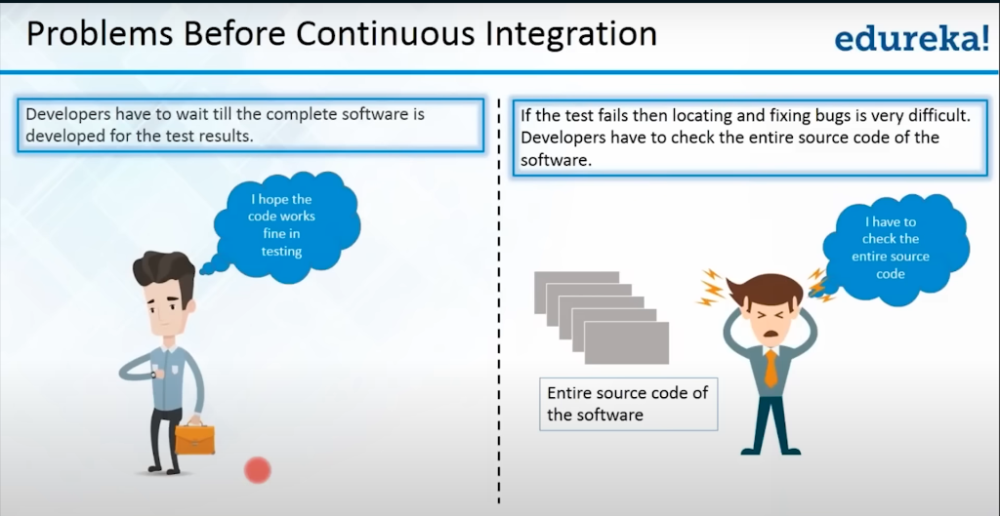 Problems Before Continuous Integration
edureka!
Developers have to wait till the complete software is
developed for the test results.
I hope the
code works
fine in
testing
If the test fails then locating and fixing bugs is very difficult.
Developers have to check the entire source code of the
software.
I have to
check the
entire source
code
Entire source code of
the software